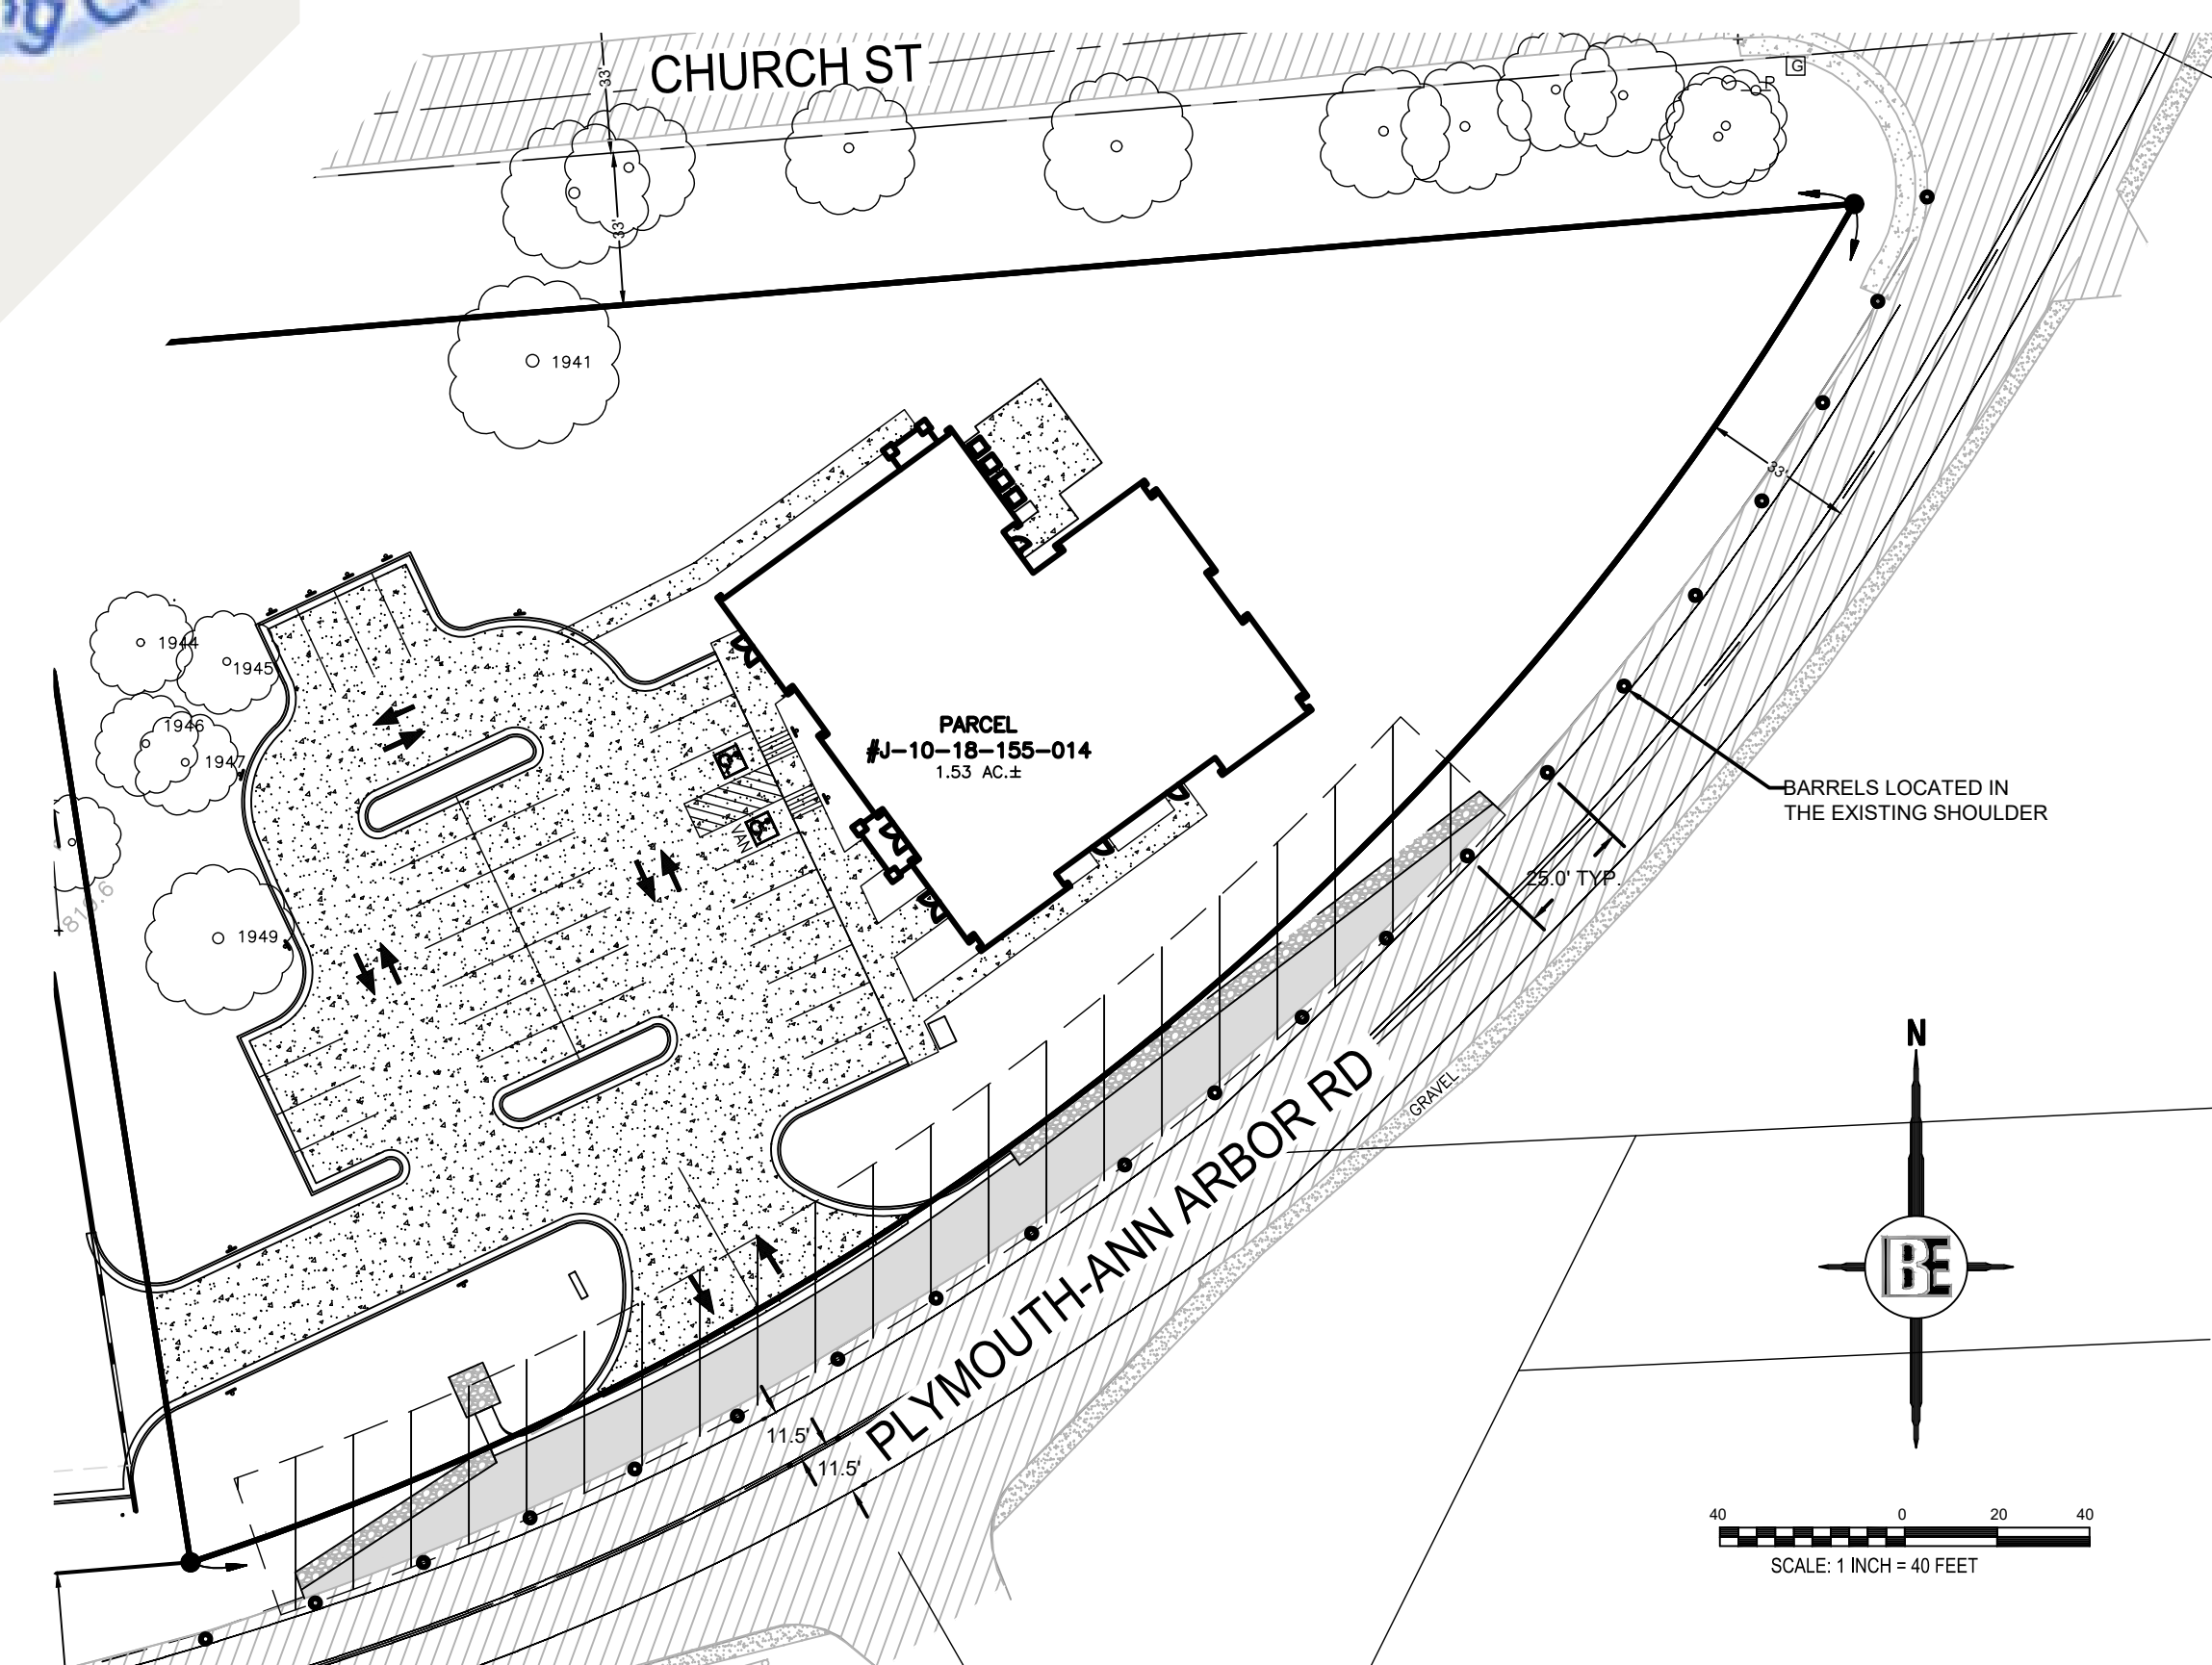 CHURCH ST
33'
33'
G
P
1941
33'
1944
1945
1946
1947
PARCEL
#J-10-18-155-014
1.53 AC.±
VAN
BARRELS LOCATED IN
THE EXISTING SHOULDER
25.0' TYP.
1949
N
BE
GRAVEL
PLYMOUTH-ANN ARBOR RD
11.5'
11.5'
40 0 20 40
SCALE: 1 INCH = 40 FEET